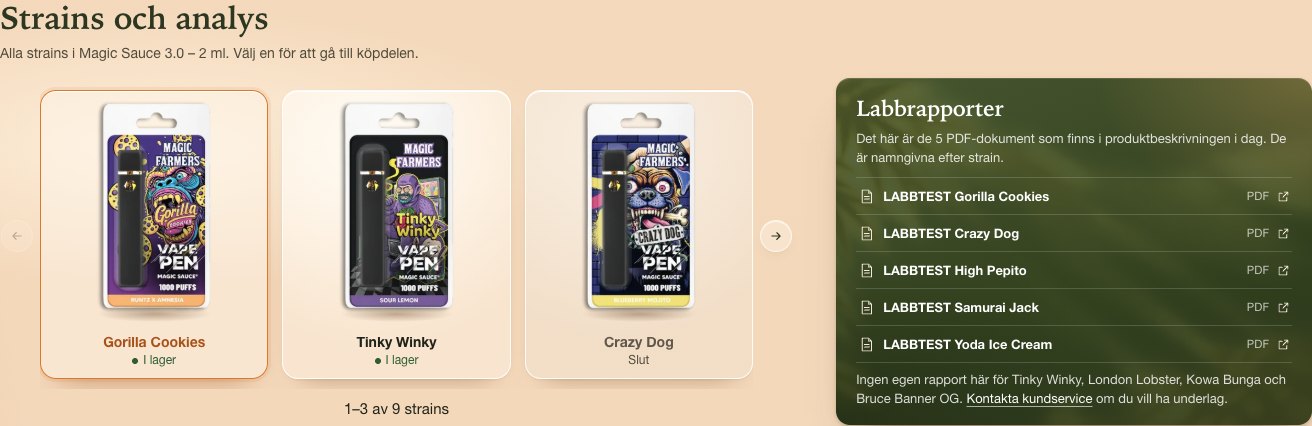 Strains och analys
Alla strains i Magic Sauce 3.0 – 2 ml. Välj en för att gå till köpdelen.
MAGIC
FARMERS
Gorilla
COOKIES
VAPE
PEN
MAGIC SAUCE
1000 PUFFS
RUNTZ & AMNESIA
Gorilla Cookies
I lager
MAGIC
FARMERS
Tinky
Winky
VAPE
PEN
MAGIC SAUCE
1000 PUFFS
SOUR LEMON
Tinky Winky
I lager
MAGIC
FARMERS
CRAZY DOG
VAPE
PEN
MAGIC SAUCE
1000 PUFFS
BLUEBERRY MOJITO
Crazy Dog
Slut
1–3 av 9 strains
Labbrapporter
Det här är de 5 PDF-dokument som finns i produktbeskrivningen i dag. De
är namngivna efter strain.
LABBTEST Gorilla Cookies PDF
LABBTEST Crazy Dog PDF
LABBTEST High Pepito PDF
LABBTEST Samurai Jack PDF
LABBTEST Yoda Ice Cream PDF
Ingen egen rapport här för Tinky Winky, London Lobster, Kowa Bunga och
Bruce Banner OG. Kontakta kundservice om du vill ha underlag.